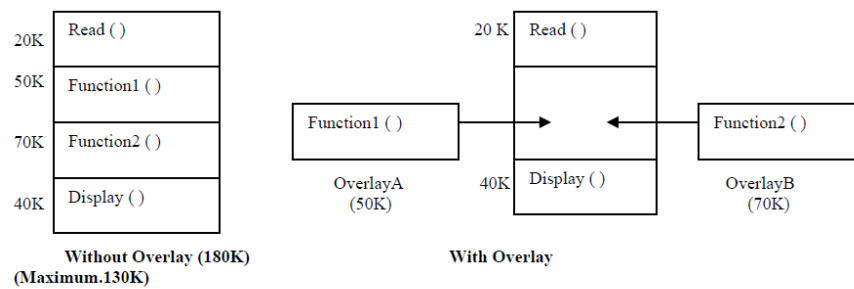 20K
Read ( )
50K
Function1 ( )
70K
Function2 ( )
40K
Display ( )
Without Overlay (180K)
(Maximum.130K)
20 K
Read ( )
Function1 ( )
OverlayA
(50K)
Function2 ( )
OverlayB
(70K)
40K
Display ( )
With Overlay